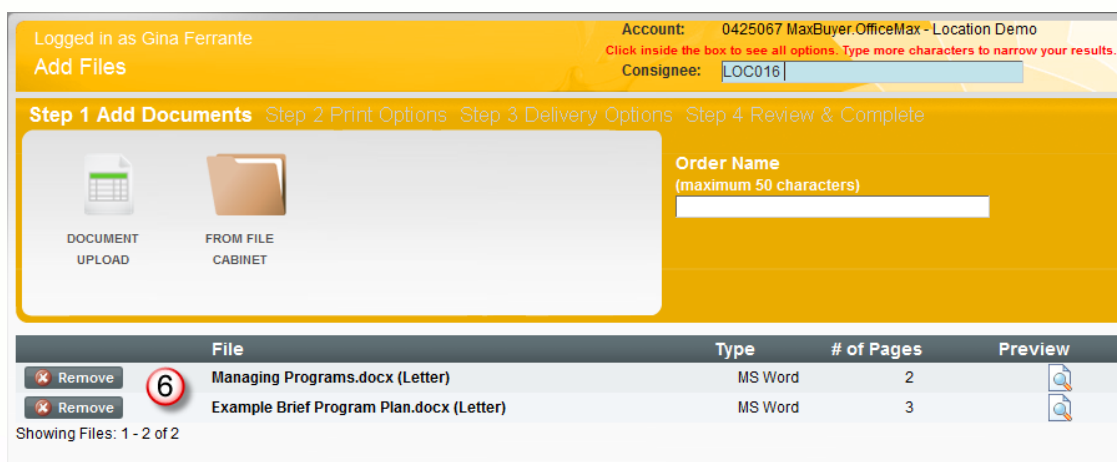 Logged in as Gina Ferrante
Add Files
Account: 0425067 MaxBuyer.OfficeMax - Location Demo
Click inside the box to see all options. Type more characters to narrow your results.
Consignee: LOC016
Step 1 Add Documents Step 2 Print Options Step 3 Delivery Options Step 4 Review & Complete
DOCUMENT
UPLOAD
FROM FILE
CABINET
Order Name
(maximum 50 characters)
File Type # of Pages Preview
Remove Managing Programs.docx (Letter) MS Word 2
6
Remove Example Brief Program Plan.docx (Letter) MS Word 3
Showing Files: 1 - 2 of 2